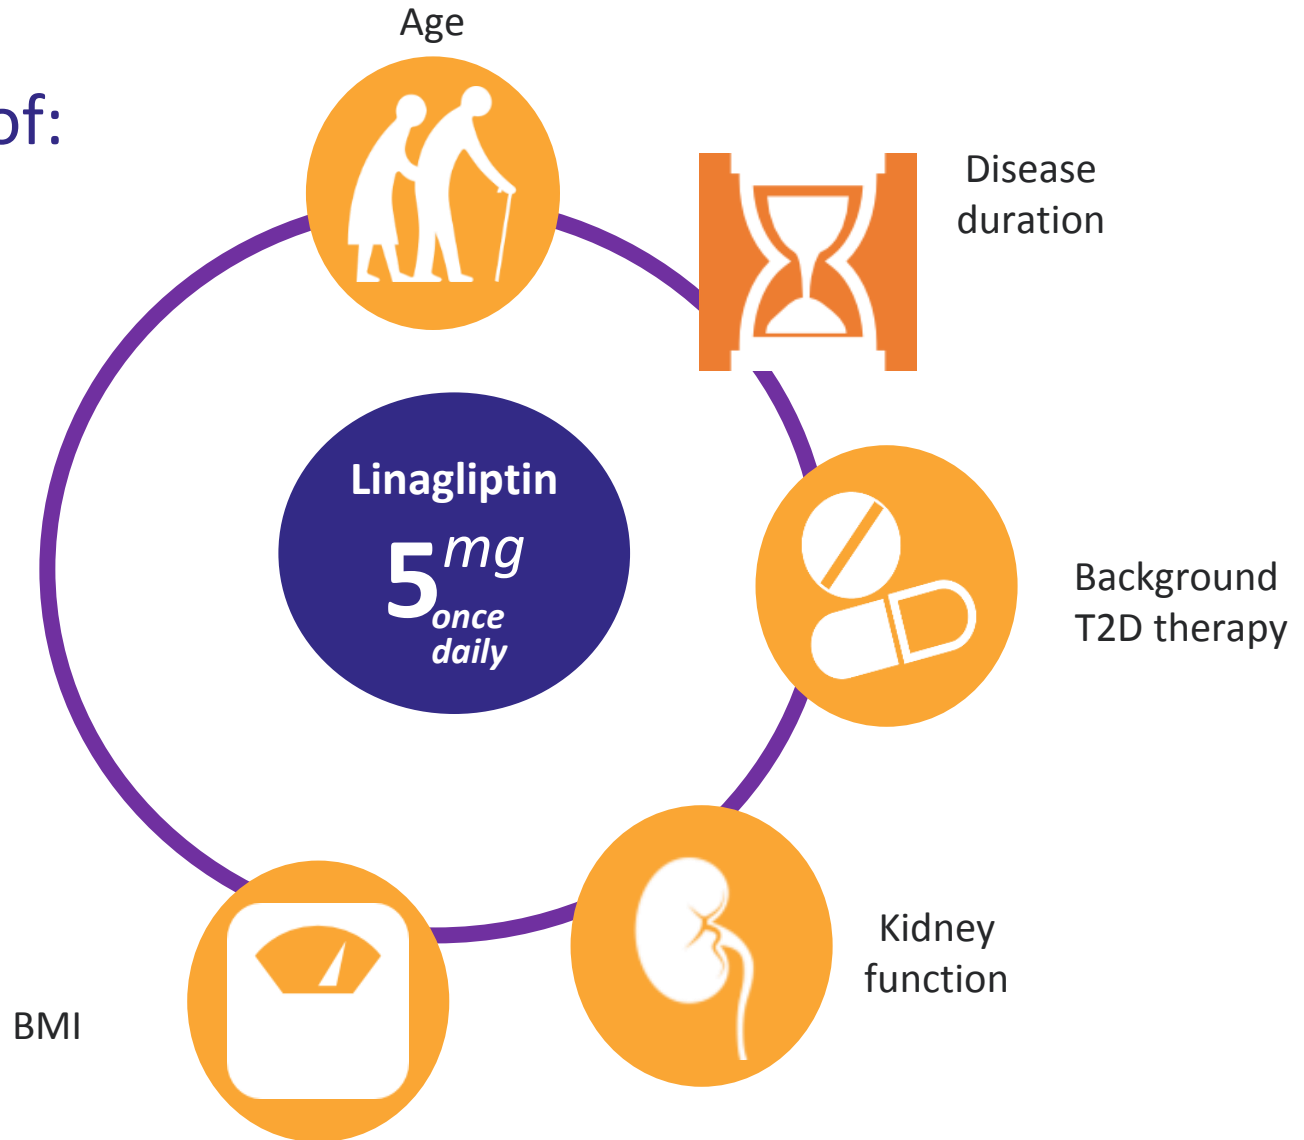 of:
Age
Disease
duration
Linagliptin
5 mg
once
daily
Background
T2D therapy
Kidney
function
BMI